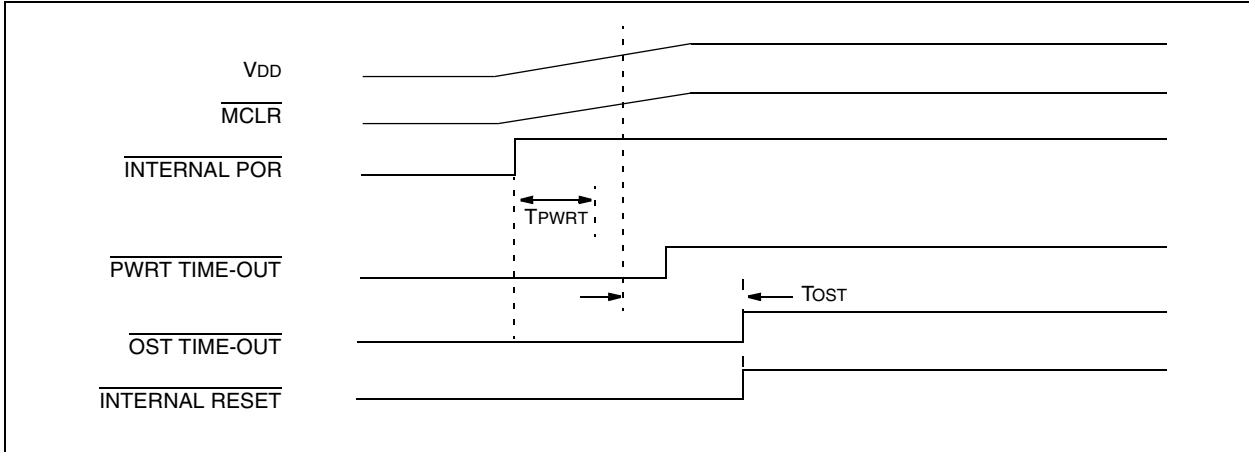 VDD
MCLR
INTERNAL POR
TPWRT
PWRT TIME-OUT
TOST
OST TIME-OUT
INTERNAL RESET